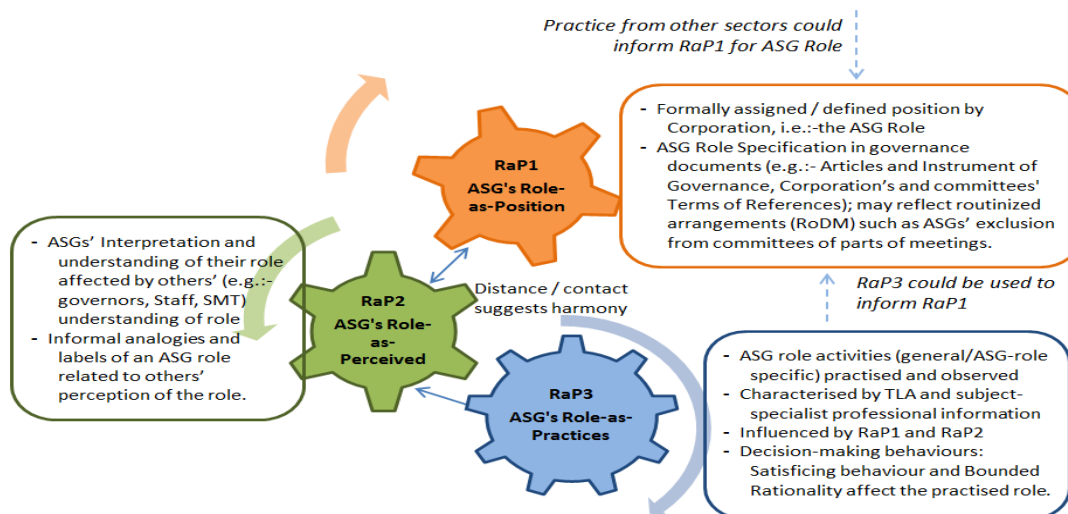 Practice from other sectors could
inform RaP1 for ASG Role
- Formally assigned / defined position by
Corporation, i.e.:-the ASG Role
- ASG Role Specification in governance
documents (e.g.:- Articles and Instrument of
Governance, Corporation's and committees'
Terms of References); may reflect routinized
arrangements (RoDM) such as ASGs' exclusion
from committees of parts of meetings.
RaP1
ASG's Role-
as-Position
- ASGs' Interpretation and
understanding of their role
affected by others' (e.g.:-
governors, Staff, SMT)
understanding of role
- Informal analogies and
labels of an ASG role
related to others'
perception of the role.
RaP2
ASG's Role-
as-
Perceived
Distance / contact
suggests harmony
RaP3 could be used to
inform RaP1
RaP3
ASG's Role-as-
Practices
- ASG role activities (general/ASG-role
specific) practised and observed
- Characterised by TLA and subject-
specialist professional information
- Influenced by RaP1 and RaP2
- Decision-making behaviours:
Satisficing behaviour and Bounded
Rationality affect the practised role.